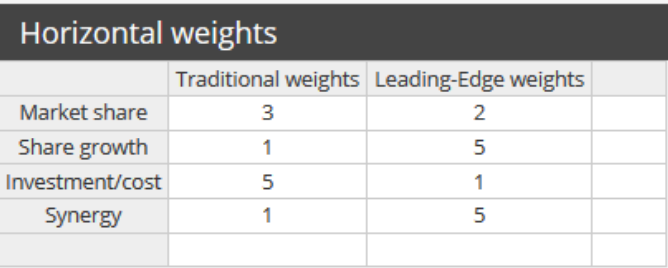 Horizontal weights
Traditional weights Leading-Edge weights
Market share 3 2
Share growth 1 5
Investment/cost 5 1
Synergy 1 5